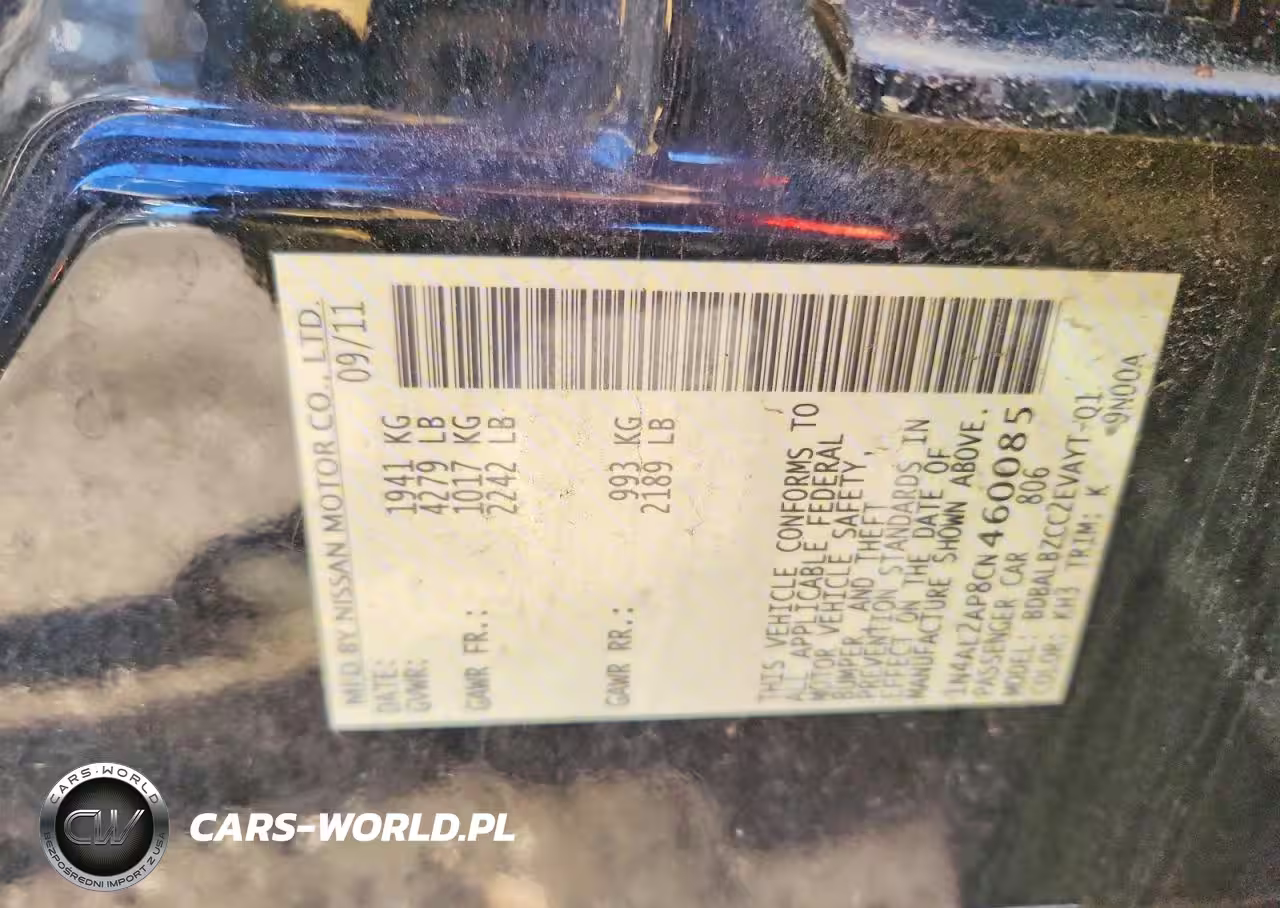 MFD BY NISSAN MOTOR CO., LTD.
DATE: 09/11
GVWR: 1941 KG
4279 LB
GAWR FR.: 1017 KG
2242 LB
GAWR RR.: 993 KG
2189 LB
THIS VEHICLE CONFORMS TO
ALL APPLICABLE FEDERAL
MOTOR VEHICLE SAFETY,
BUMPER, AND THEFT
PREVENTION STANDARDS IN
EFFECT ON THE DATE OF
MANUFACTURE SHOWN ABOVE.
1N4AL2AP8CN460085
PASSENGER CAR 806
MODEL: BDBALBZCC2EVAYT-Q1
COLOR: KH3 TRIM: K 9N00A
CARS-WORLD
CW
BEZPOŚREDNI IMPORT Z USA
CARS-WORLD.PL